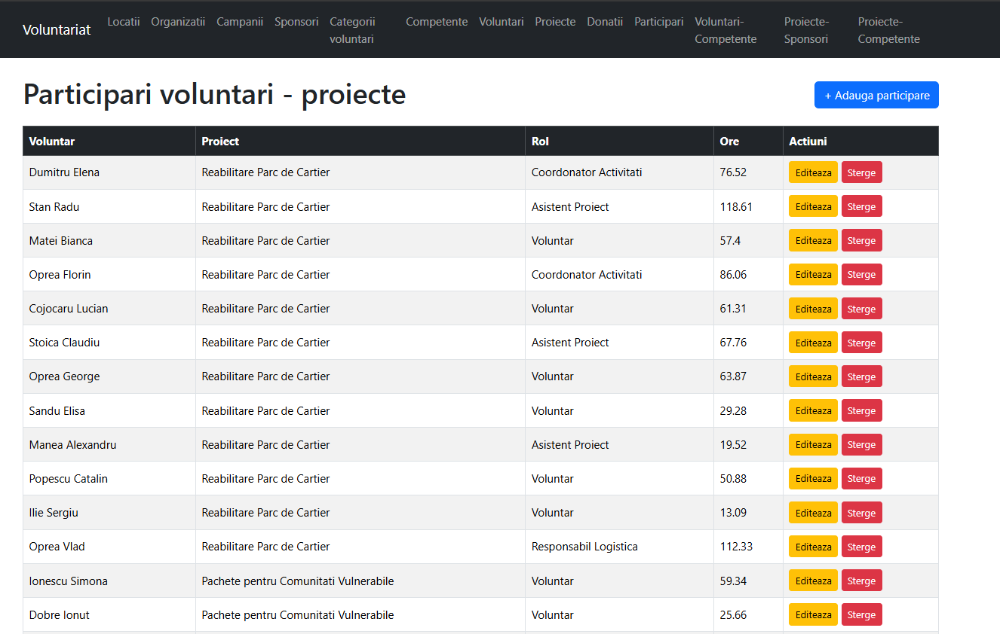 Voluntariat Locatii Organizatii Campanii Sponsori Categorii voluntari Competente Voluntari Proiecte Donatii Participari Voluntari-Competente Proiecte-Sponsori Proiecte-Competente
Participari voluntari - proiecte + Adauga participare
Voluntar Proiect Rol Ore Actiuni
Dumitru Elena Reabilitare Parc de Cartier Coordonator Activitati 76.52 Editeaza Sterge
Stan Radu Reabilitare Parc de Cartier Asistent Proiect 118.61 Editeaza Sterge
Matei Bianca Reabilitare Parc de Cartier Voluntar 57.4 Editeaza Sterge
Oprea Florin Reabilitare Parc de Cartier Coordonator Activitati 86.06 Editeaza Sterge
Cojocaru Lucian Reabilitare Parc de Cartier Voluntar 61.31 Editeaza Sterge
Stoica Claudiu Reabilitare Parc de Cartier Asistent Proiect 67.76 Editeaza Sterge
Oprea George Reabilitare Parc de Cartier Voluntar 63.87 Editeaza Sterge
Sandu Elisa Reabilitare Parc de Cartier Voluntar 29.28 Editeaza Sterge
Manea Alexandru Reabilitare Parc de Cartier Asistent Proiect 19.52 Editeaza Sterge
Popescu Catalin Reabilitare Parc de Cartier Voluntar 50.88 Editeaza Sterge
Ilie Sergiu Reabilitare Parc de Cartier Voluntar 13.09 Editeaza Sterge
Oprea Vlad Reabilitare Parc de Cartier Responsabil Logistica 112.33 Editeaza Sterge
Ionescu Simona Pachete pentru Comunitati Vulnerabile Voluntar 59.34 Editeaza Sterge
Dobre Ionut Pachete pentru Comunitati Vulnerabile Voluntar 25.66 Editeaza Sterge